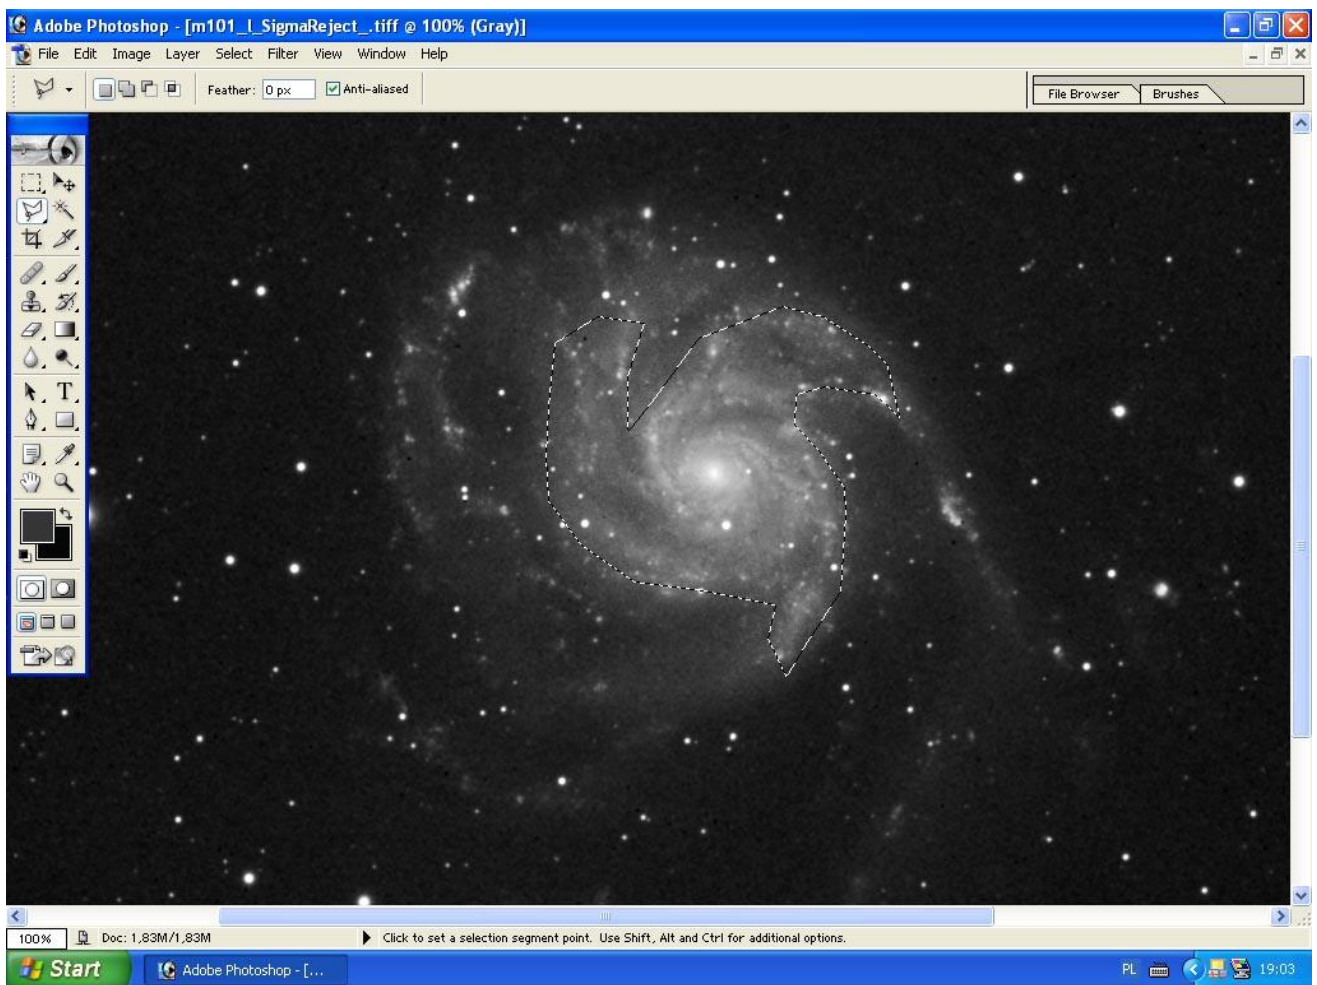 Adobe Photoshop - [m101_l_SigmaReject_.tiff @ 100% (Gray)]
File Edit Image Layer Select Filter View Window Help
Feather: 0 px Anti-aliased File Browser Brushes
T
100% Doc: 1,83M/1,83M Click to set a selection segment point. Use Shift, Alt and Ctrl for additional options.
Start Adobe Photoshop - [... PL 19:03